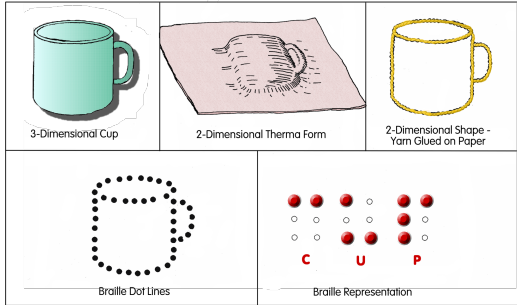 3-Dimensional Cup
2-Dimensional Therma Form
2-Dimensional Shape -
Yarn Glued on Paper
Braille Dot Lines
C U P
Braille Representation